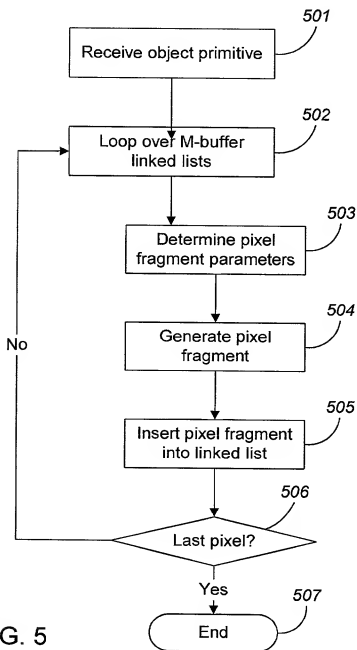 501
Receive object primitive
502
Loop over M-buffer
linked lists
503
Determine pixel
fragment parameters
504
Generate pixel
fragment
No
505
Insert pixel fragment
into linked list
506
Last pixel?
Yes
507
End
G. 5